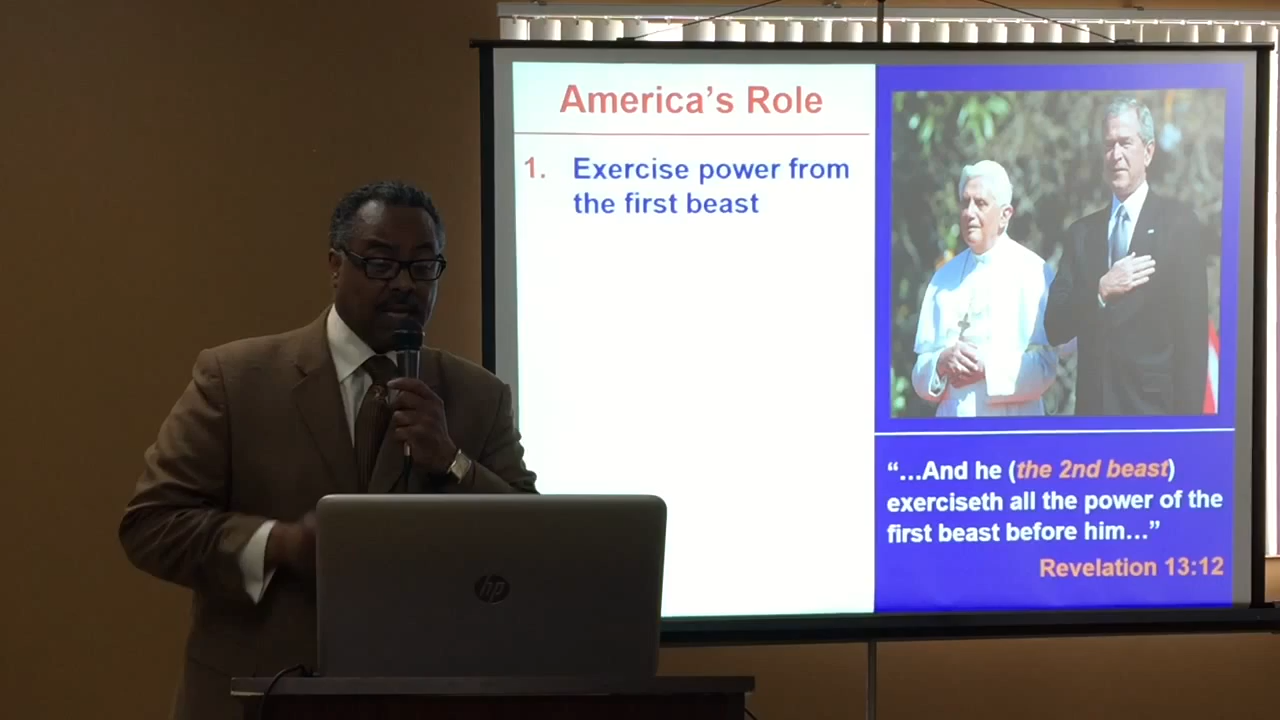 America's Role
1. Exercise power from
the first beast
“...And he (the 2nd beast)
exerciseth all the power of the
first beast before him...”
Revelation 13:12
hp